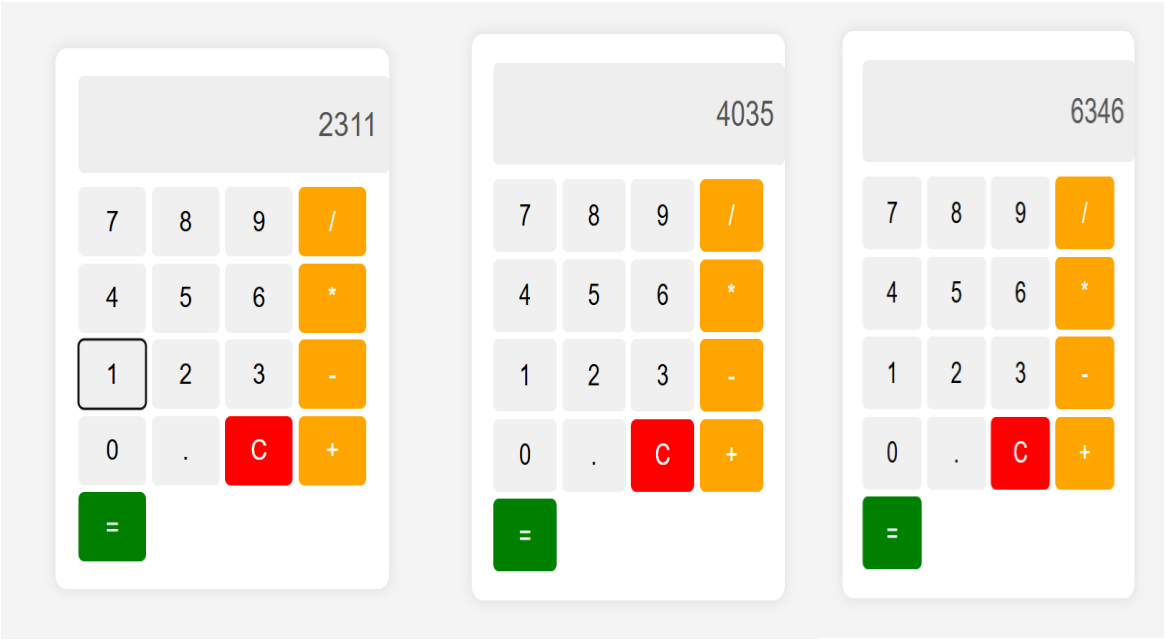 2311
7 8 9 /
4 5 6 *
1 2 3 -
0 . C +
=
4035
7 8 9 /
4 5 6 *
1 2 3 -
0 . C +
=
6346
7 8 9 /
4 5 6 *
1 2 3 -
0 . C +
=